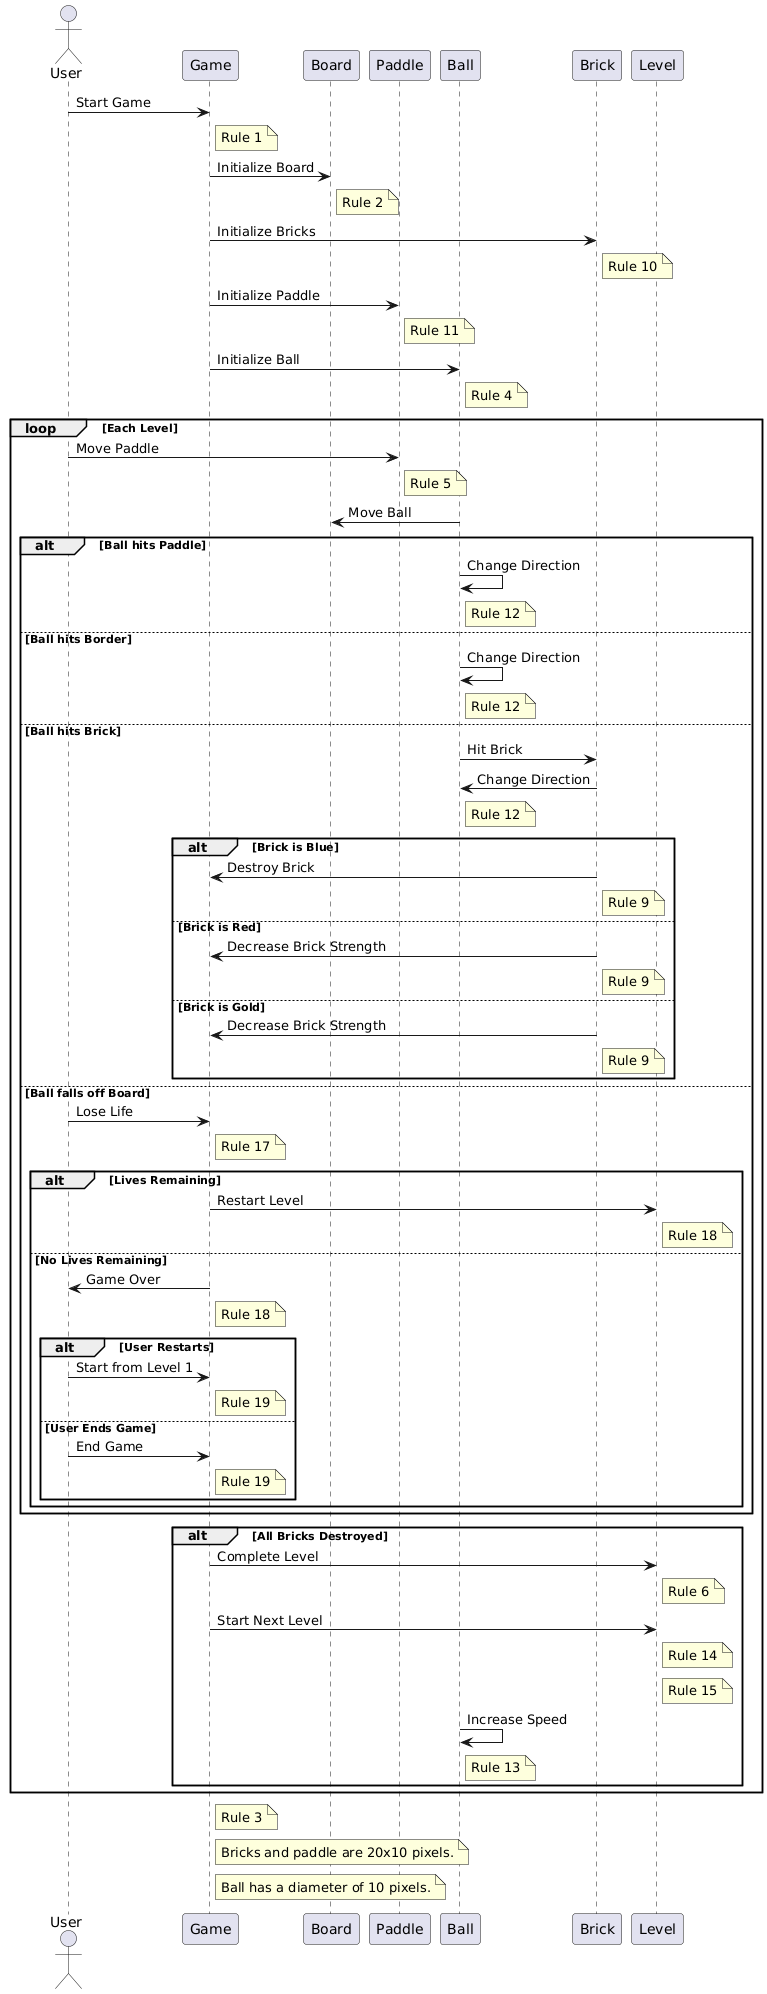 User
Game
Board
Paddle
Ball
Brick
Level
Start Game
Rule 1
Initialize Board
Rule 2
Initialize Bricks
Rule 10
Initialize Paddle
Rule 11
Initialize Ball
Rule 4
loop [Each Level]
Move Paddle
Rule 5
Move Ball
alt [Ball hits Paddle]
Change Direction
Rule 12
[Ball hits Border]
Change Direction
Rule 12
[Ball hits Brick]
Hit Brick
Change Direction
Rule 12
alt [Brick is Blue]
Destroy Brick
Rule 9
[Brick is Red]
Decrease Brick Strength
Rule 9
[Brick is Gold]
Decrease Brick Strength
Rule 9
[Ball falls off Board]
Lose Life
Rule 17
alt [Lives Remaining]
Restart Level
Rule 18
[No Lives Remaining]
Game Over
Rule 18
alt [User Restarts]
Start from Level 1
Rule 19
[User Ends Game]
End Game
Rule 19
alt [All Bricks Destroyed]
Complete Level
Rule 6
Start Next Level
Rule 14
Rule 15
Increase Speed
Rule 13
Rule 3
Bricks and paddle are 20x10 pixels.
Ball has a diameter of 10 pixels.
User
Game
Board
Paddle
Ball
Brick
Level